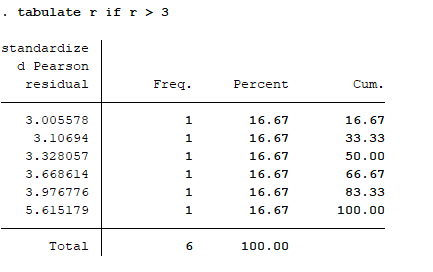 . tabulate r if r > 3
standardize
d Pearson
residual Freq. Percent Cum.
3.005578 1 16.67 16.67
3.10694 1 16.67 33.33
3.328057 1 16.67 50.00
3.668614 1 16.67 66.67
3.976776 1 16.67 83.33
5.615179 1 16.67 100.00
Total 6 100.00